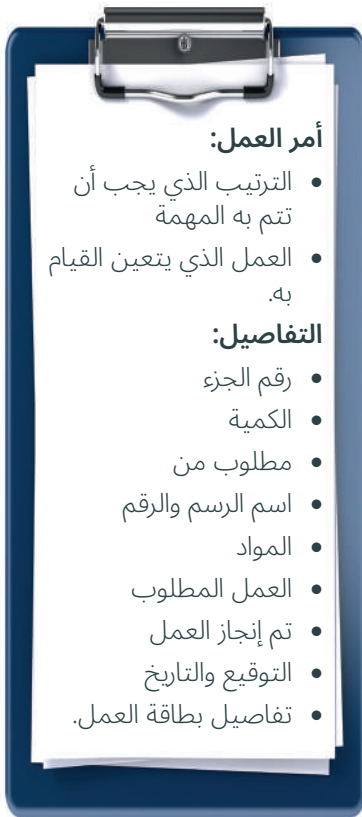 أمر العمل:
• الترتيب الذي يجب أن
تتم به المهمة
• العمل الذي يتعين القيام
به.
التفاصيل:
• رقم الجزء
• الكمية
• مطلوب من
• اسم الرسم والرقم
• المواد
• العمل المطلوب
• تم إنجاز العمل
• التوقيع والتاريخ
• تفاصيل بطاقة العمل.